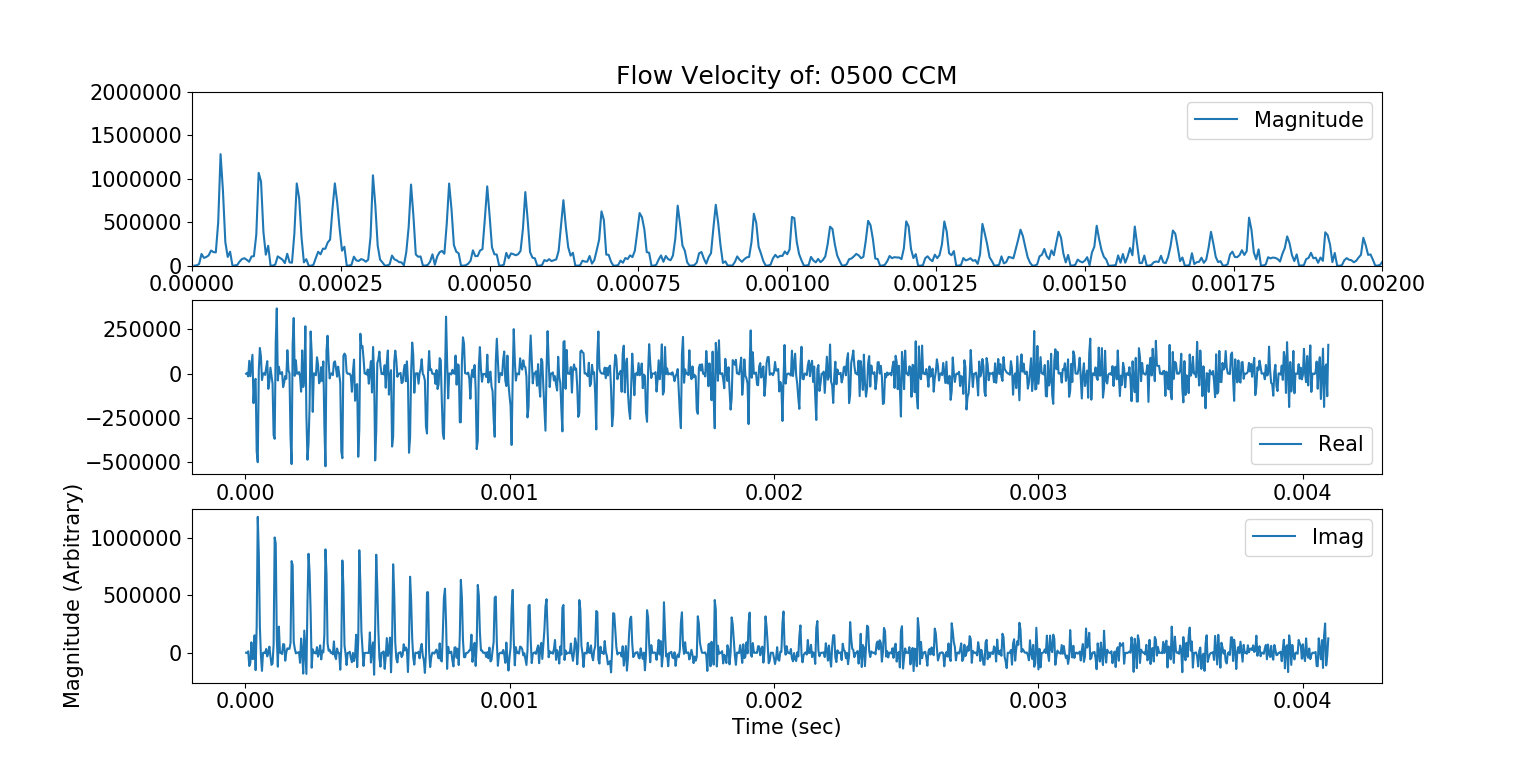 Flow Velocity of: 0500 CCM
2000000
1500000
1000000
500000
0
Magnitude
0.00000 0.00025 0.00050 0.00075 0.00100 0.00125 0.00150 0.00175 0.00200
250000
0
−250000
−500000
Real
0.000 0.001 0.002 0.003 0.004
Magnitude (Arbitrary)
1000000
500000
0
Imag
0.000 0.001 0.002 0.003 0.004
Time (sec)